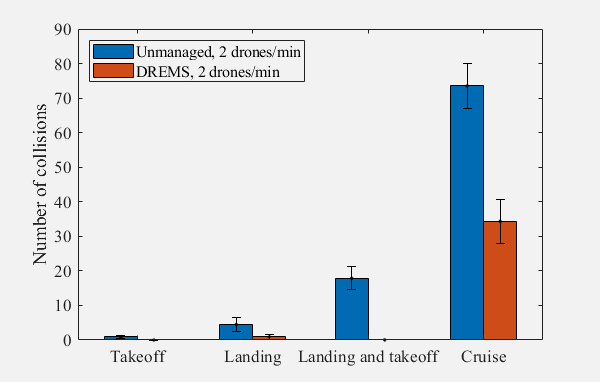 90
80
70
60
50
40
30
20
10
0
Number of collisions
Unmanaged, 2 drones/min
DREMS, 2 drones/min
Takeoff
Landing
Landing and takeoff
Cruise